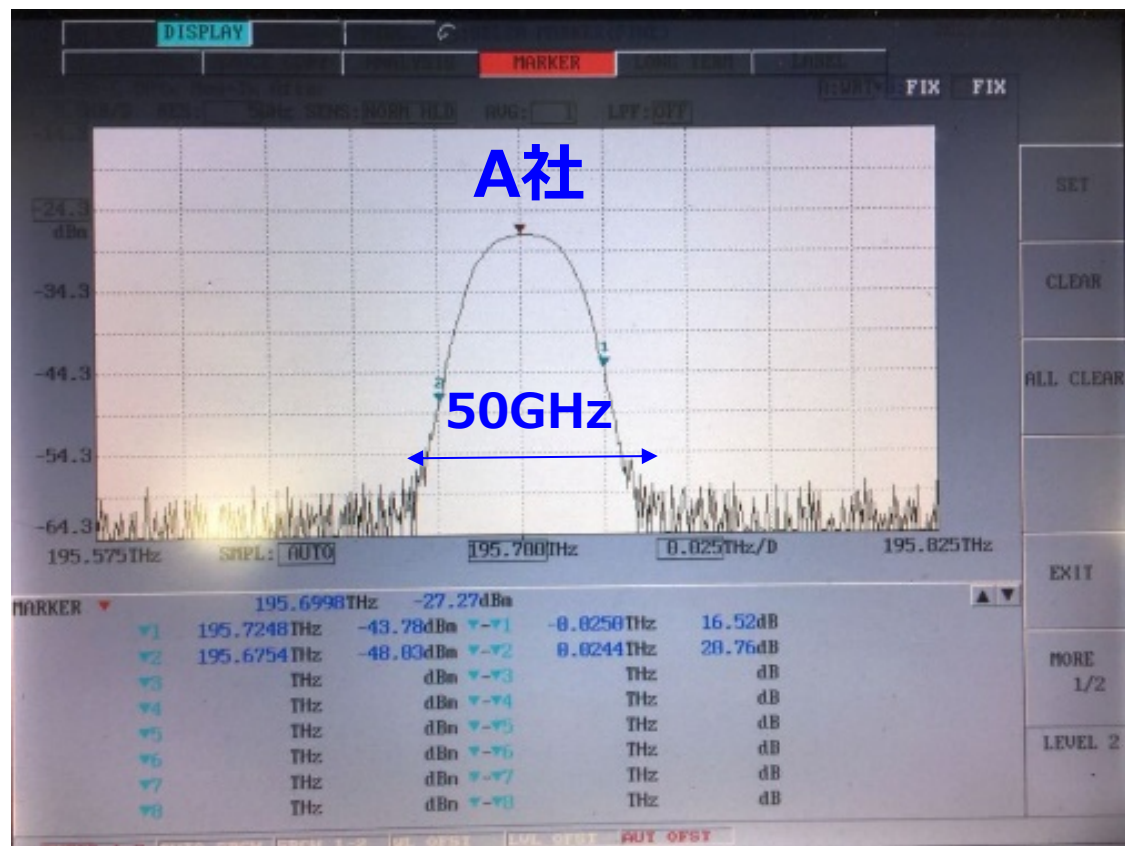 DISPLAY
MARKER
FIX FIX
AVG: 1 LPF:OFF
A社
SET
-24.3
dBm
CLEAR
-34.3
-44.3
ALL CLEAR
1
2
50GHz
-54.3
-64.3
195.575THz SMPL: AUTO 195.700THz 0.025THz/D 195.825THz
EXIT
MARKER ▼ 195.6998THz -27.27dBm
▼1 195.7248THz -43.78dBm ▼-▼1 -0.0250THz 16.52dB
▼2 195.6754THz -48.03dBm ▼-▼2 0.0244THz 20.76dB
▼3 THz dBm ▼-▼3 THz dB
▼4 THz dBm ▼-▼4 THz dB
▼5 THz dBm ▼-▼5 THz dB
▼6 THz dBm ▼-▼6 THz dB
▼7 THz dBm ▼-▼7 THz dB
▼8 THz dBm ▼-▼8 THz dB
MORE
1/2
LEVEL 2